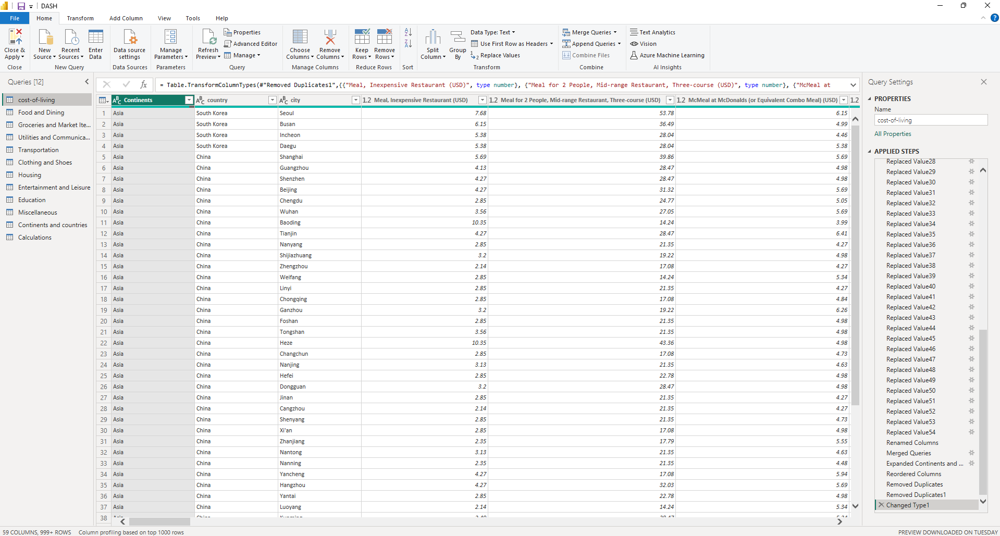 DASH
File Home Transform Add Column View Tools Help
Close & Apply
New Source
Recent Sources
Enter Data
Data source settings
Manage Parameters
Refresh Preview
Properties
Advanced Editor
Manage
Choose Columns
Remove Columns
Keep Rows
Remove Rows
Split Column
Group By
Data Type: Text
Use First Row as Headers
Replace Values
Merge Queries
Append Queries
Combine Files
Text Analytics
Vision
Azure Machine Learning
Close New Query Data Sources Parameters Query Manage Columns Reduce Rows Sort Transform Combine AI Insights
Queries [12]
cost-of-living
Food and Dining
Groceries and Market Ite...
Utilities and Communica...
Transportation
Clothing and Shoes
Housing
Entertainment and Leisure
Education
Miscellaneous
Continents and countries
Calculations
= Table.TransformColumnTypes(#"Removed Duplicates1",{{"Meal, Inexpensive Restaurant (USD)", type number}, {"Meal for 2 People, Mid-range Restaurant, Three-course (USD)", type number}, {"McMeal at
Continents country city 1.2 Meal, Inexpensive Restaurant (USD) 1.2 Meal for 2 People, Mid-range Restaurant, Three-course (USD) 1.2 McMeal at McDonalds (or Equivalent Combo Meal) (USD) 1.2
1 Asia South Korea Seoul 7.68 53.78 6.15
2 Asia South Korea Busan 6.15 36.49 4.99
3 Asia South Korea Incheon 5.38 28.04 4.46
4 Asia South Korea Daegu 5.38 28.04 5.38
5 Asia China Shanghai 5.69 39.86 5.69
6 Asia China Guangzhou 4.13 28.47 4.98
7 Asia China Shenzhen 4.27 28.47 4.98
8 Asia China Beijing 4.27 31.32 5.69
9 Asia China Chengdu 2.85 24.77 5.05
10 Asia China Wuhan 3.56 27.05 5.69
11 Asia China Baoding 10.35 14.24 3.99
12 Asia China Tianjin 4.27 28.47 6.41
13 Asia China Nanyang 2.85 21.35 4.27
14 Asia China Shijiazhuang 3.2 19.22 4.98
15 Asia China Zhengzhou 2.14 17.08 4.27
16 Asia China Weifang 2.85 14.24 5.34
17 Asia China Linyi 2.85 21.35 4.27
18 Asia China Chongqing 2.85 17.08 4.84
19 Asia China Ganzhou 3.2 19.22 6.26
20 Asia China Foshan 2.85 21.35 4.98
21 Asia China Tongshan 3.56 21.35 4.98
22 Asia China Heze 10.35 43.36 4.98
23 Asia China Changchun 2.85 17.08 4.73
24 Asia China Nanjing 3.13 21.35 4.63
25 Asia China Hefei 2.85 22.78 4.98
26 Asia China Dongguan 3.2 28.47 4.98
27 Asia China Jinan 2.85 21.35 4.27
28 Asia China Cangzhou 2.14 21.35 4.27
29 Asia China Shenyang 2.85 21.35 4.73
30 Asia China Xi'an 2.85 17.08 4.98
31 Asia China Zhanjiang 2.35 17.79 5.55
32 Asia China Nantong 3.13 21.35 4.63
33 Asia China Nanning 2.35 21.35 4.48
34 Asia China Yancheng 4.27 17.08 5.94
35 Asia China Hangzhou 4.27 32.03 5.69
36 Asia China Yantai 2.85 22.78 4.98
37 Asia China Luoyang 2.14 14.24 5.34
38
Query Settings
PROPERTIES
Name
cost-of-living
All Properties
APPLIED STEPS
Replaced Value28
Replaced Value29
Replaced Value30
Replaced Value31
Replaced Value32
Replaced Value33
Replaced Value34
Replaced Value35
Replaced Value36
Replaced Value37
Replaced Value38
Replaced Value39
Replaced Value40
Replaced Value41
Replaced Value42
Replaced Value43
Replaced Value44
Replaced Value45
Replaced Value46
Replaced Value47
Replaced Value48
Replaced Value49
Replaced Value50
Replaced Value51
Replaced Value52
Replaced Value53
Replaced Value54
Renamed Columns
Merged Queries
Expanded Continents and ...
Reordered Columns
Removed Duplicates
Removed Duplicates1
Changed Type1
59 COLUMNS, 999+ ROWS Column profiling based on top 1000 rows
PREVIEW DOWNLOADED ON TUESDAY